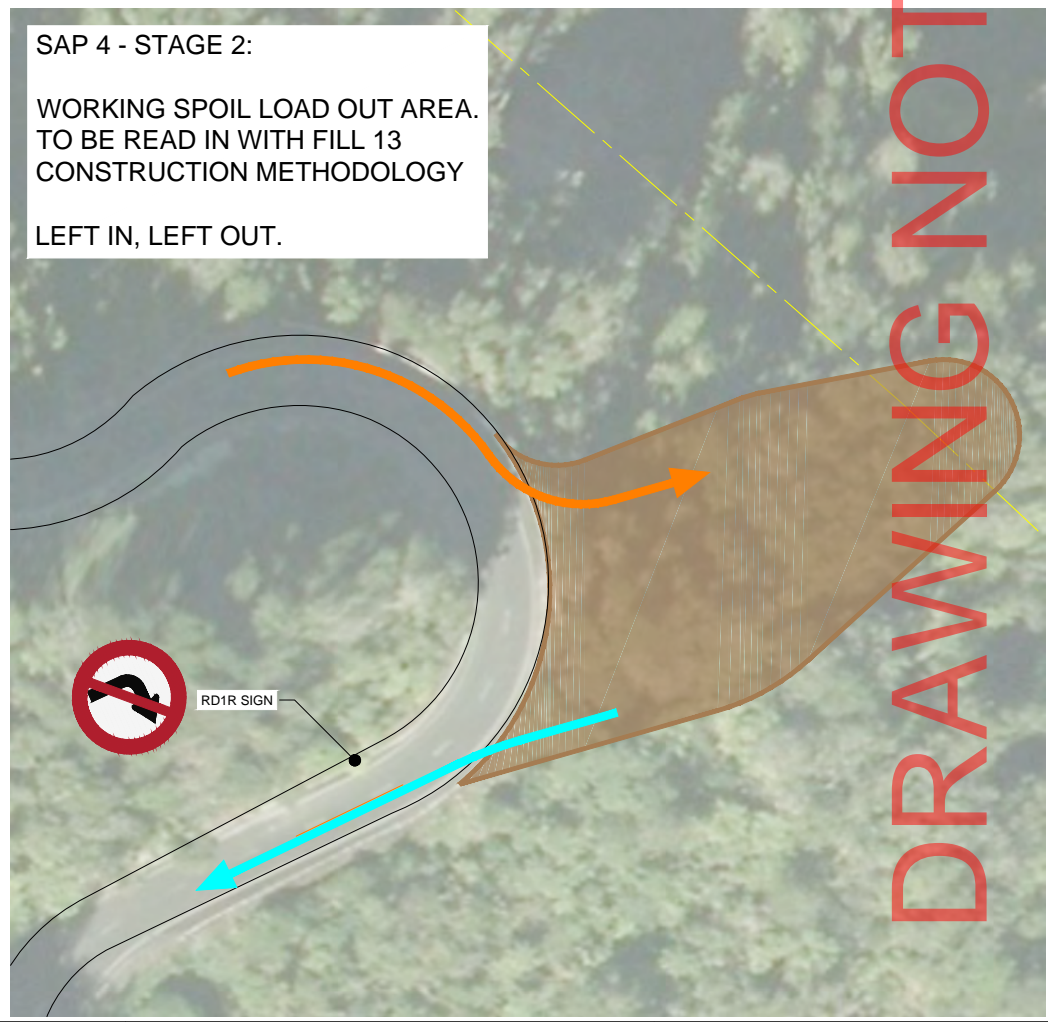 SAP 4 - STAGE 2:
WORKING SPOIL LOAD OUT AREA.
TO BE READ IN WITH FILL 13
CONSTRUCTION METHODOLOGY
LEFT IN, LEFT OUT.
RD1R SIGN
DRAWING NOT